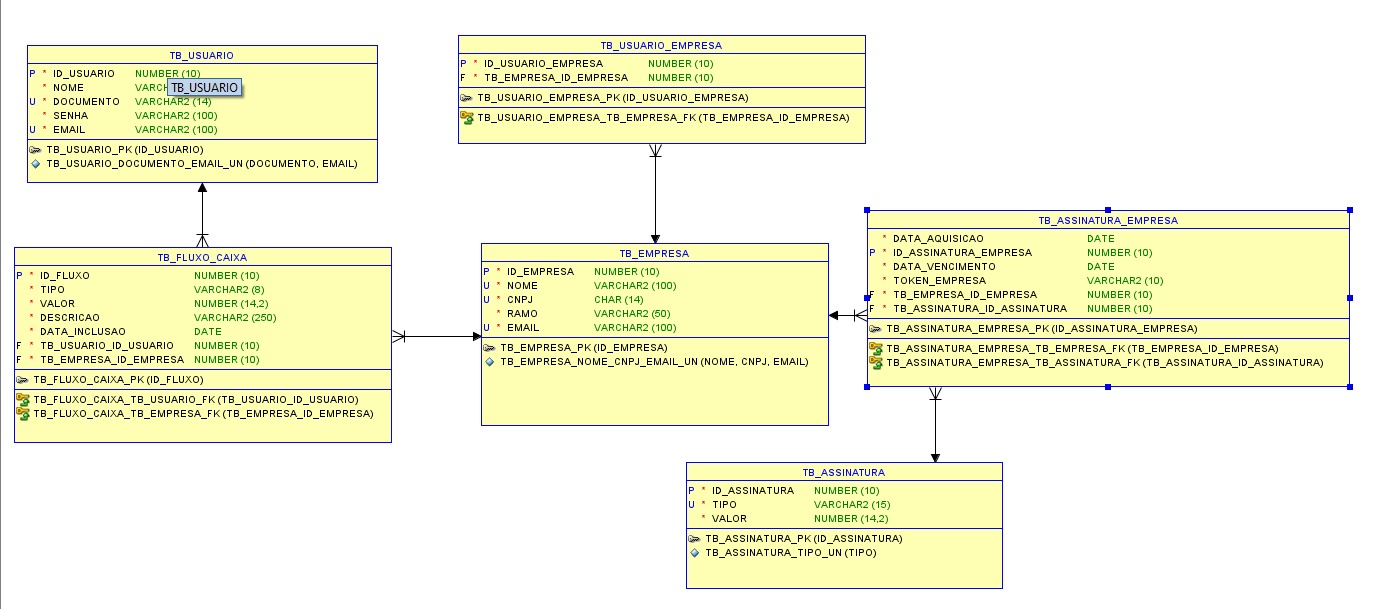 TB_USUARIO
P * ID_USUARIO NUMBER (10)
* NOME
U * DOCUMENTO VARCHAR2 (14)
* SENHA VARCHAR2 (100)
U * EMAIL VARCHAR2 (100)
TB_USUARIO_PK (ID_USUARIO)
TB_USUARIO_DOCUMENTO_EMAIL_UN (DOCUMENTO, EMAIL)
TB_USUARIO
TB_USUARIO_EMPRESA
P * ID_USUARIO_EMPRESA NUMBER (10)
F * TB_EMPRESA_ID_EMPRESA NUMBER (10)
TB_USUARIO_EMPRESA_PK (ID_USUARIO_EMPRESA)
TB_USUARIO_EMPRESA_TB_EMPRESA_FK (TB_EMPRESA_ID_EMPRESA)
TB_FLUXO_CAIXA
P * ID_FLUXO NUMBER (10)
* TIPO VARCHAR2 (8)
* VALOR NUMBER (14,2)
* DESCRICAO VARCHAR2 (250)
* DATA_INCLUSAO DATE
F * TB_USUARIO_ID_USUARIO NUMBER (10)
F * TB_EMPRESA_ID_EMPRESA NUMBER (10)
TB_FLUXO_CAIXA_PK (ID_FLUXO)
TB_FLUXO_CAIXA_TB_USUARIO_FK (TB_USUARIO_ID_USUARIO)
TB_FLUXO_CAIXA_TB_EMPRESA_FK (TB_EMPRESA_ID_EMPRESA)
TB_EMPRESA
P * ID_EMPRESA NUMBER (10)
U * NOME VARCHAR2 (100)
U * CNPJ CHAR (14)
* RAMO VARCHAR2 (50)
U * EMAIL VARCHAR2 (100)
TB_EMPRESA_PK (ID_EMPRESA)
TB_EMPRESA_NOME_CNPJ_EMAIL_UN (NOME, CNPJ, EMAIL)
TB_ASSINATURA_EMPRESA
* DATA_AQUISICAO DATE
P * ID_ASSINATURA_EMPRESA NUMBER (10)
* DATA_VENCIMENTO DATE
* TOKEN_EMPRESA VARCHAR2 (10)
F * TB_EMPRESA_ID_EMPRESA NUMBER (10)
F * TB_ASSINATURA_ID_ASSINATURA NUMBER (10)
TB_ASSINATURA_EMPRESA_PK (ID_ASSINATURA_EMPRESA)
TB_ASSINATURA_EMPRESA_TB_EMPRESA_FK (TB_EMPRESA_ID_EMPRESA)
TB_ASSINATURA_EMPRESA_TB_ASSINATURA_FK (TB_ASSINATURA_ID_ASSINATURA)
TB_ASSINATURA
P * ID_ASSINATURA NUMBER (10)
U * TIPO VARCHAR2 (15)
* VALOR NUMBER (14,2)
TB_ASSINATURA_PK (ID_ASSINATURA)
TB_ASSINATURA_TIPO_UN (TIPO)